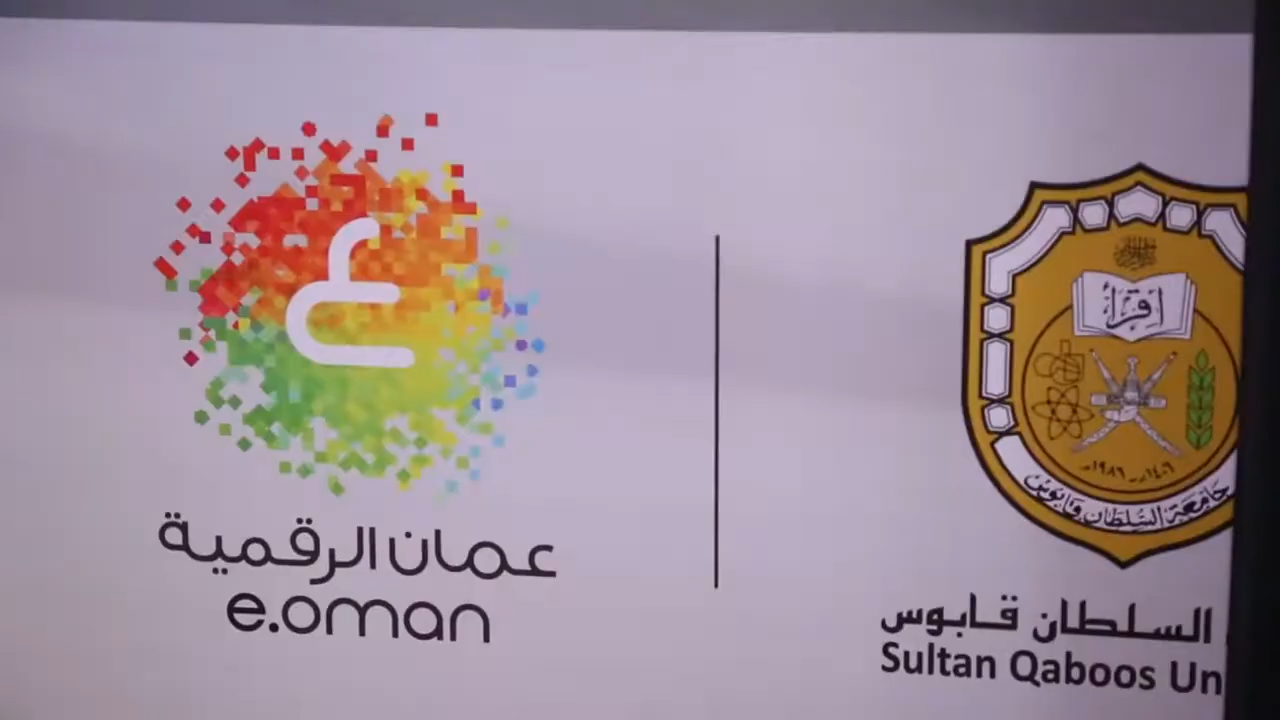 ع
عمان الرقمية
e.oman
اقرأ
١٤٠٦ - ١٩٨٦
جامعة السلطان قابوس
السلطان قابوس
Sultan Qaboos Un